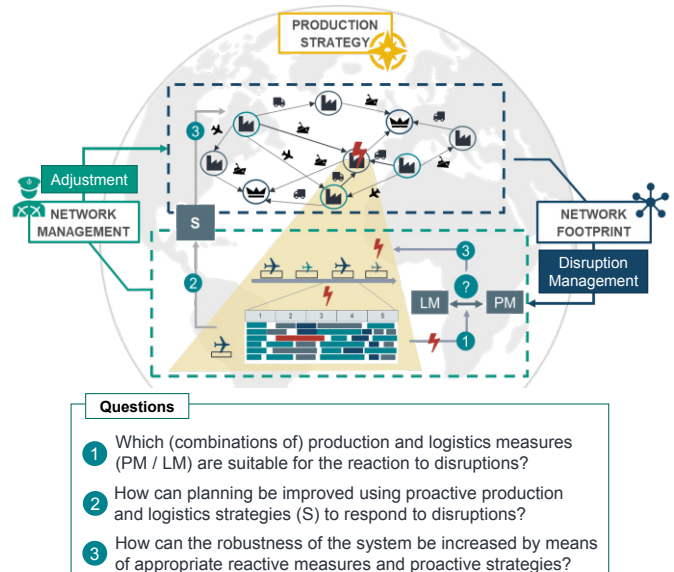 PRODUCTION
STRATEGY
3
Adjustment
NETWORK
MANAGEMENT
S
NETWORK
FOOTPRINT
Disruption
Management
3
2
?
LM
PM
1 2 3 4 5
1
Questions
1 Which (combinations of) production and logistics measures
(PM / LM) are suitable for the reaction to disruptions?
2 How can planning be improved using proactive production
and logistics strategies (S) to respond to disruptions?
3 How can the robustness of the system be increased by means
of appropriate reactive measures and proactive strategies?